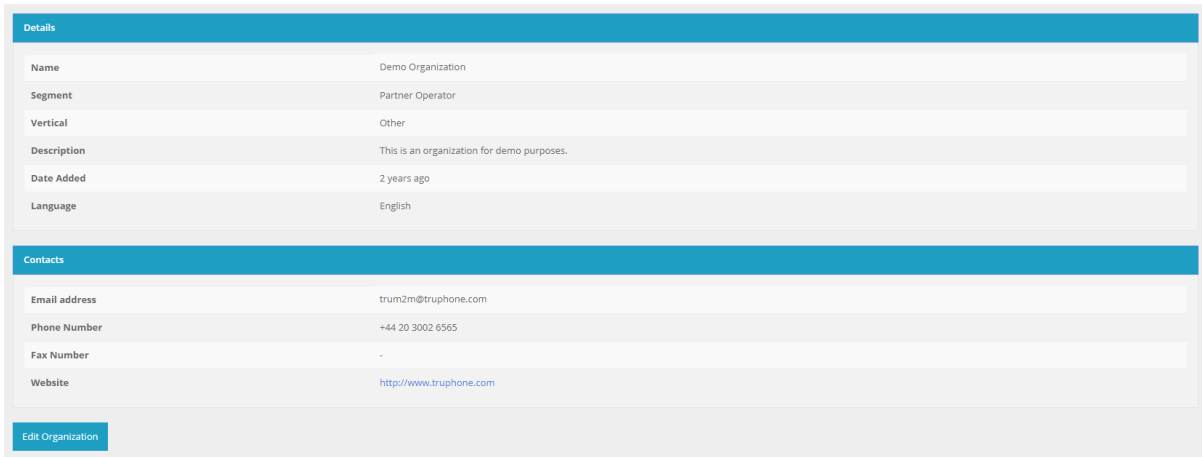 Details
Name Demo Organization
Segment Partner Operator
Vertical Other
Description This is an organization for demo purposes.
Date Added 2 years ago
Language English
Contacts
Email address trum2m@truphone.com
Phone Number +44 20 3002 6565
Fax Number -
Website http://www.truphone.com
Edit Organization